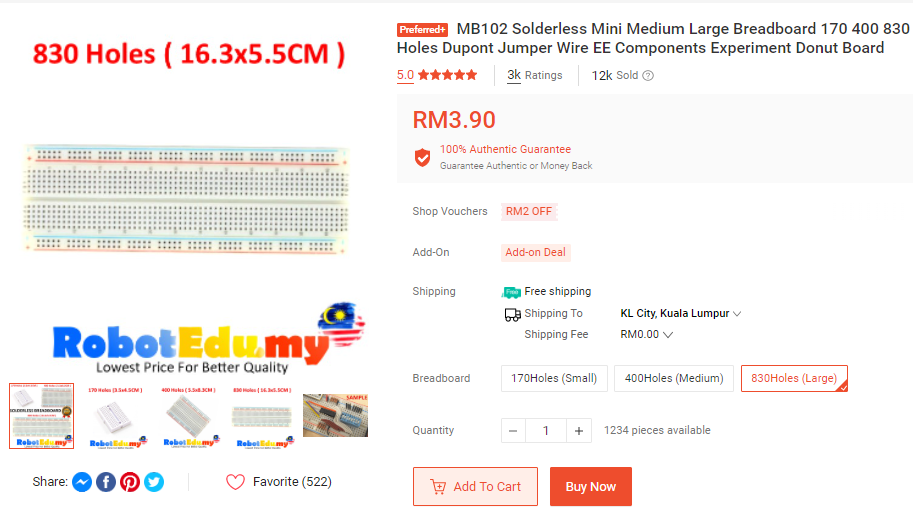 830 Holes ( 16.3x5.5CM )
RobotEdu.my
Lowest Price For Better Quality
170 Holes (3.5x4.5CM )
400 Holes ( 5.5x8.3CM )
830 Holes ( 16.3x5.5CM )
SAMPLE
SOLDERLESS BREADBOARD
RobotEdu.my
Share:
Favorite (522)
Preferred+ MB102 Solderless Mini Medium Large Breadboard 170 400 830
Holes Dupont Jumper Wire EE Components Experiment Donut Board
5.0
3k Ratings
12k Sold
RM3.90
100% Authentic Guarantee
Guarantee Authentic or Money Back
Shop Vouchers RM2 OFF
Add-On Add-on Deal
Shipping Free Free shipping
Shipping To KL City, Kuala Lumpur
Shipping Fee RM0.00
Breadboard 170Holes (Small) 400Holes (Medium) 830Holes (Large)
Quantity − 1 + 1234 pieces available
Add To Cart Buy Now